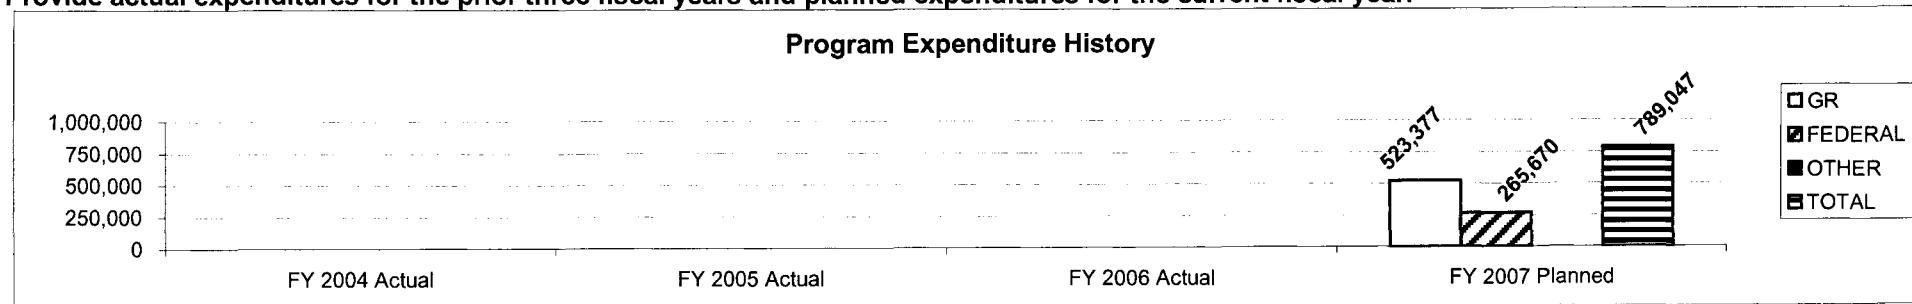 Provide actual expenditures for the prior three fiscal years and planned expenditures for the current fiscal year.
Program Expenditure History
1,000,000
750,000
500,000
250,000
0
523,377
265,670
789,047
FY 2004 Actual
FY 2005 Actual
FY 2006 Actual
FY 2007 Planned
GR
FEDERAL
OTHER
TOTAL